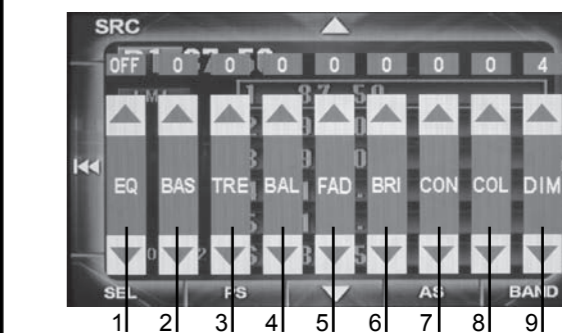 SRC
OFF 0 0 0 0 0 0 0 4
EQ BAS TRE BAL FAD BRI CON COL DIM
SEL PS AS BAND
1 2 3 4 5 6 7 8 9